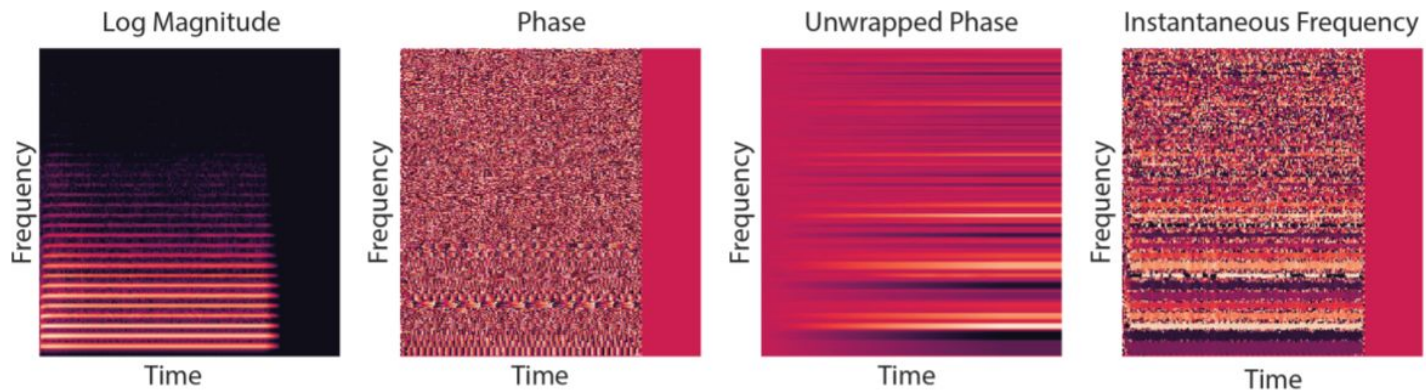 Log Magnitude
Phase
Unwrapped Phase
Instantaneous Frequency
Frequency
Frequency
Frequency
Frequency
Time
Time
Time
Time